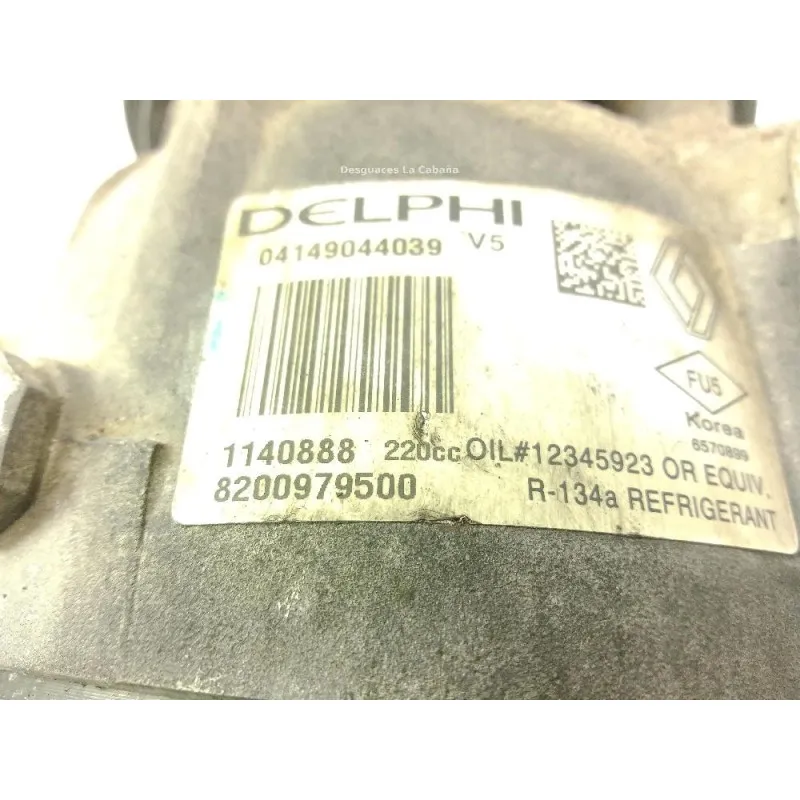 Desguaces La Cabaña
DELPHI
04149044039 V5
FU5
Korea
6570899
1140888 220cc OIL#12345923 OR EQUIV.
8200979500 R-134a REFRIGERANT